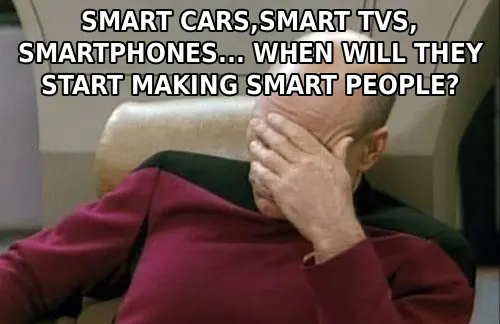 SMART CARS,SMART TVS,
SMARTPHONES... WHEN WILL THEY
START MAKING SMART PEOPLE?